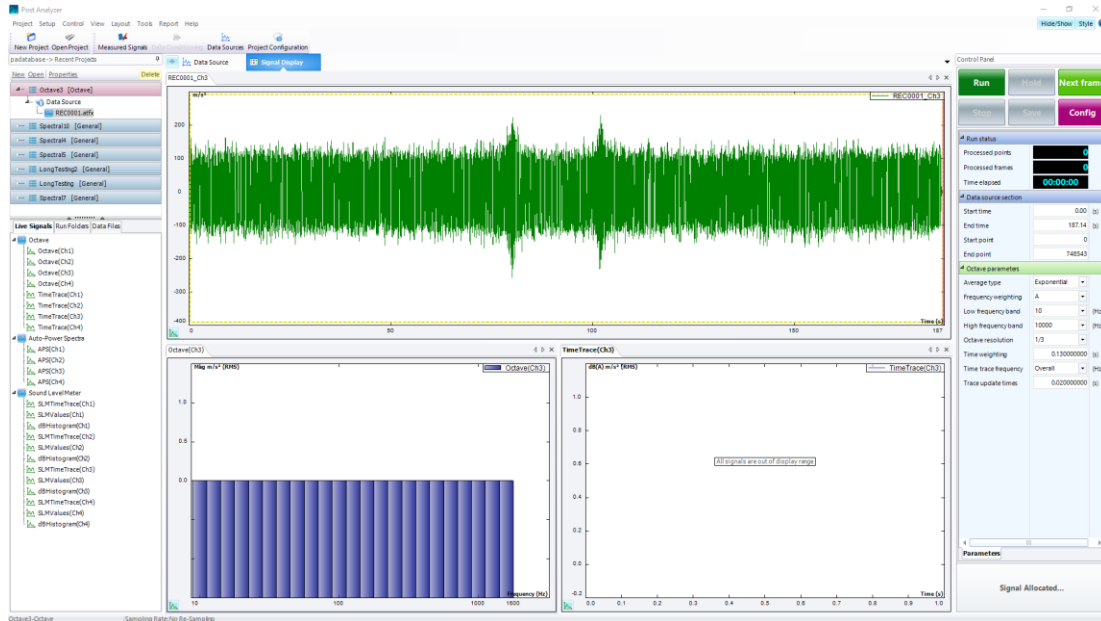 Post Analyzer
Project Setup Control View Layout Tools Report Help
Hide/Show Style
New Project Open Project Measured Signals Data Conditioning Data Sources Project Configuration
padatabase -> Recent Projects
New Open Properties Delete
Octave3 [Octave]
Data Source
REC0001.atfx
Spectral10 [General]
Spectral4 [General]
Spectral5 [General]
LongTesting2 [General]
LongTesting [General]
Spectral7 [General]
Live Signals Run Folders Data Files
Octave
Octave(Ch1)
Octave(Ch2)
Octave(Ch3)
Octave(Ch4)
TimeTrace(Ch1)
TimeTrace(Ch2)
TimeTrace(Ch3)
TimeTrace(Ch4)
Auto-Power Spectra
APS(Ch1)
APS(Ch2)
APS(Ch3)
APS(Ch4)
Sound Level Meter
SLMTimeTrace(Ch1)
SLMValues(Ch1)
dBHistogram(Ch1)
SLMTimeTrace(Ch2)
SLMValues(Ch2)
dBHistogram(Ch2)
SLMTimeTrace(Ch3)
SLMValues(Ch3)
dBHistogram(Ch3)
SLMTimeTrace(Ch4)
SLMValues(Ch4)
dBHistogram(Ch4)
Data Source Signal Display
REC0001_Ch3
m/s²
REC0001_Ch3
200
100
0
-100
-200
-300
-400
0 50 100 150 187
Time (s)
Octave(Ch3)
Mag m/s² (RMS)
Octave(Ch3)
1.0
0.5
0.0
Frequency (Hz)
10 100 1000 1600
TimeTrace(Ch3)
dB(A) m/s² (RMS)
TimeTrace(Ch3)
1.0
0.8
All signals are out of display range
0.6
0.4
0.2
0.0
-0.2
Time (s)
0.0 0.1 0.2 0.3 0.4 0.5 0.6 0.7 0.8 0.9 1.0
Control Panel
Run Hold Next frame
Stop Save Config
Run status
Processed points 0
Processed frames 0
Time elapsed 00:00:00
Data source section
Start time 0.00 (s)
End time 187.14 (s)
Start point 0
End point 748543
Octave parameters
Average type Exponential
Frequency weighting A
Low frequency band 10 (Hz
High frequency band 10000 (Hz
Octave resolution 1/3
Time weighting 0.130000000 (s)
Time trace frequency Overall (Hz
Trace update times 0.020000000 (s)
Parameters
Signal Allocated...
Octave3-Octave Sampling Rate:No Re-Sampling